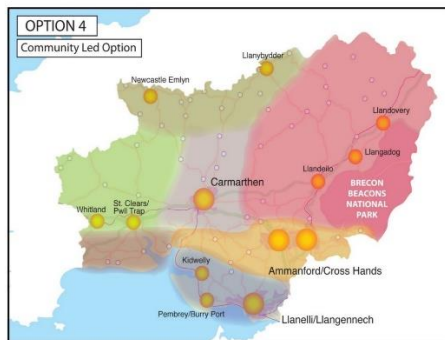 OPTION 4
Community Led Option
Llanybydder
Newcastle Emlyn
Llandovery
Llangadog
Carmarthen
Llandeilo
BRECON
BEACONS
NATIONAL
PARK
St. Clears/
Pwll Trap
Whitland
Ammanford/Cross Hands
Kidwelly
Pembrey/Burry Port
Llanelli/Llangennech